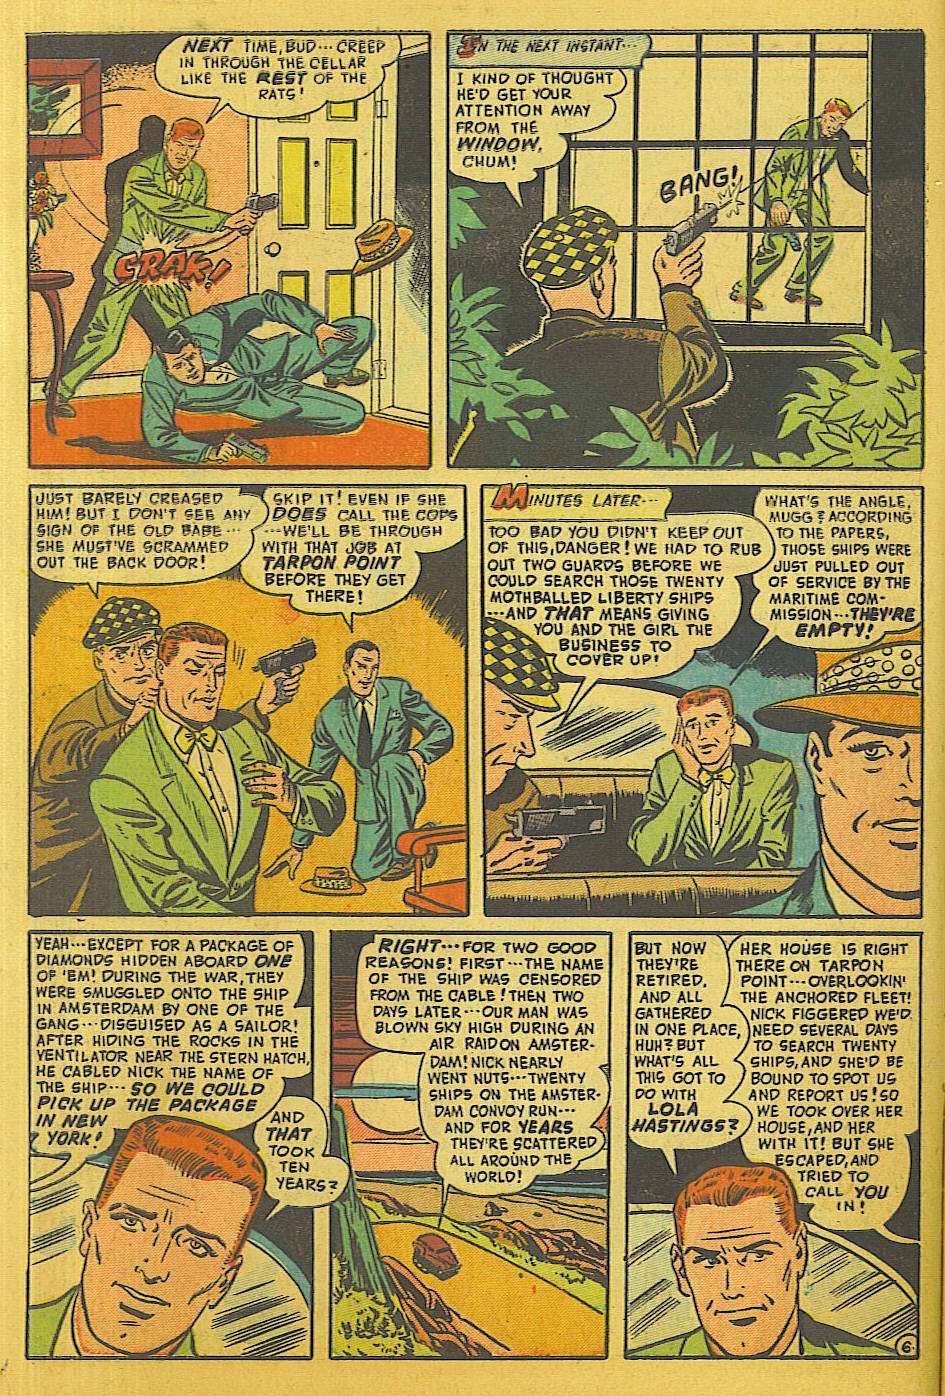 NEXT TIME, BUD--- CREEP
IN THROUGH THE CELLAR
LIKE THE REST OF THE
RATS!
CRAK!
IN THE NEXT INSTANT---
I KIND OF THOUGHT
HE'D GET YOUR
ATTENTION AWAY
FROM THE
WINDOW,
CHUM!
BANG!
JUST BARELY CREASED
HIM! BUT I DON'T SEE ANY
SIGN OF THE OLD BABE---
SHE MUST'VE SCRAMMED
OUT THE BACK DOOR!
SKIP IT! EVEN IF SHE
DOES CALL THE COPS
---WE'LL BE THROUGH
WITH THAT JOB AT
TARPON POINT
BEFORE THEY GET
THERE!
MINUTES LATER---
TOO BAD YOU DIDN'T KEEP OUT
OF THIS, DANGER! WE HAD TO RUB
OUT TWO GUARDS BEFORE WE
COULD SEARCH THOSE TWENTY
MOTHBALLED LIBERTY SHIPS
---AND THAT MEANS GIVING
YOU AND THE GIRL THE
BUSINESS TO
COVER UP!
WHAT'S THE ANGLE,
MUGG? ACCORDING
TO THE PAPERS,
THOSE SHIPS WERE
JUST PULLED OUT
OF SERVICE BY THE
MARITIME COM-
MISSION---THEY'RE
EMPTY!
YEAH---EXCEPT FOR A PACKAGE OF
DIAMONDS HIDDEN ABOARD ONE
OF 'EM! DURING THE WAR, THEY
WERE SMUGGLED ONTO THE SHIP
IN AMSTERDAM BY ONE OF THE
GANG---DISGUISED AS A SAILOR!
AFTER HIDING THE ROCKS IN THE
VENTILATOR NEAR THE STERN HATCH,
HE CABLED NICK THE NAME OF
THE SHIP--- SO WE COULD
PICK UP THE PACKAGE
IN NEW
YORK!
AND
THAT
TOOK
TEN
YEARS?
RIGHT---FOR TWO GOOD
REASONS! FIRST---THE NAME
OF THE SHIP WAS CENSORED
FROM THE CABLE! THEN TWO
DAYS LATER---OUR MAN WAS
BLOWN SKY HIGH DURING AN
AIR RAID ON AMSTER-
DAM! NICK NEARLY
WENT NUTS---TWENTY
SHIPS ON THE AMSTER-
DAM CONVOY RUN---
AND FOR YEARS
THEY'RE SCATTERED
ALL AROUND THE
WORLD!
BUT NOW
THEY'RE
RETIRED,
AND ALL
GATHERED
IN ONE PLACE,
HUH? BUT
WHAT'S ALL
THIS GOT TO
DO WITH
LOLA
HASTINGS?
HER HOUSE IS RIGHT
THERE ON TARPON
POINT---OVERLOOKIN'
THE ANCHORED FLEET!
NICK FIGGERED WE'D
NEED SEVERAL DAYS
TO SEARCH TWENTY
SHIPS, AND SHE'D BE
BOUND TO SPOT US
AND REPORT US! SO
WE TOOK OVER HER
HOUSE, AND HER
WITH IT! BUT SHE
ESCAPED, AND
TRIED TO
CALL YOU
IN!
6